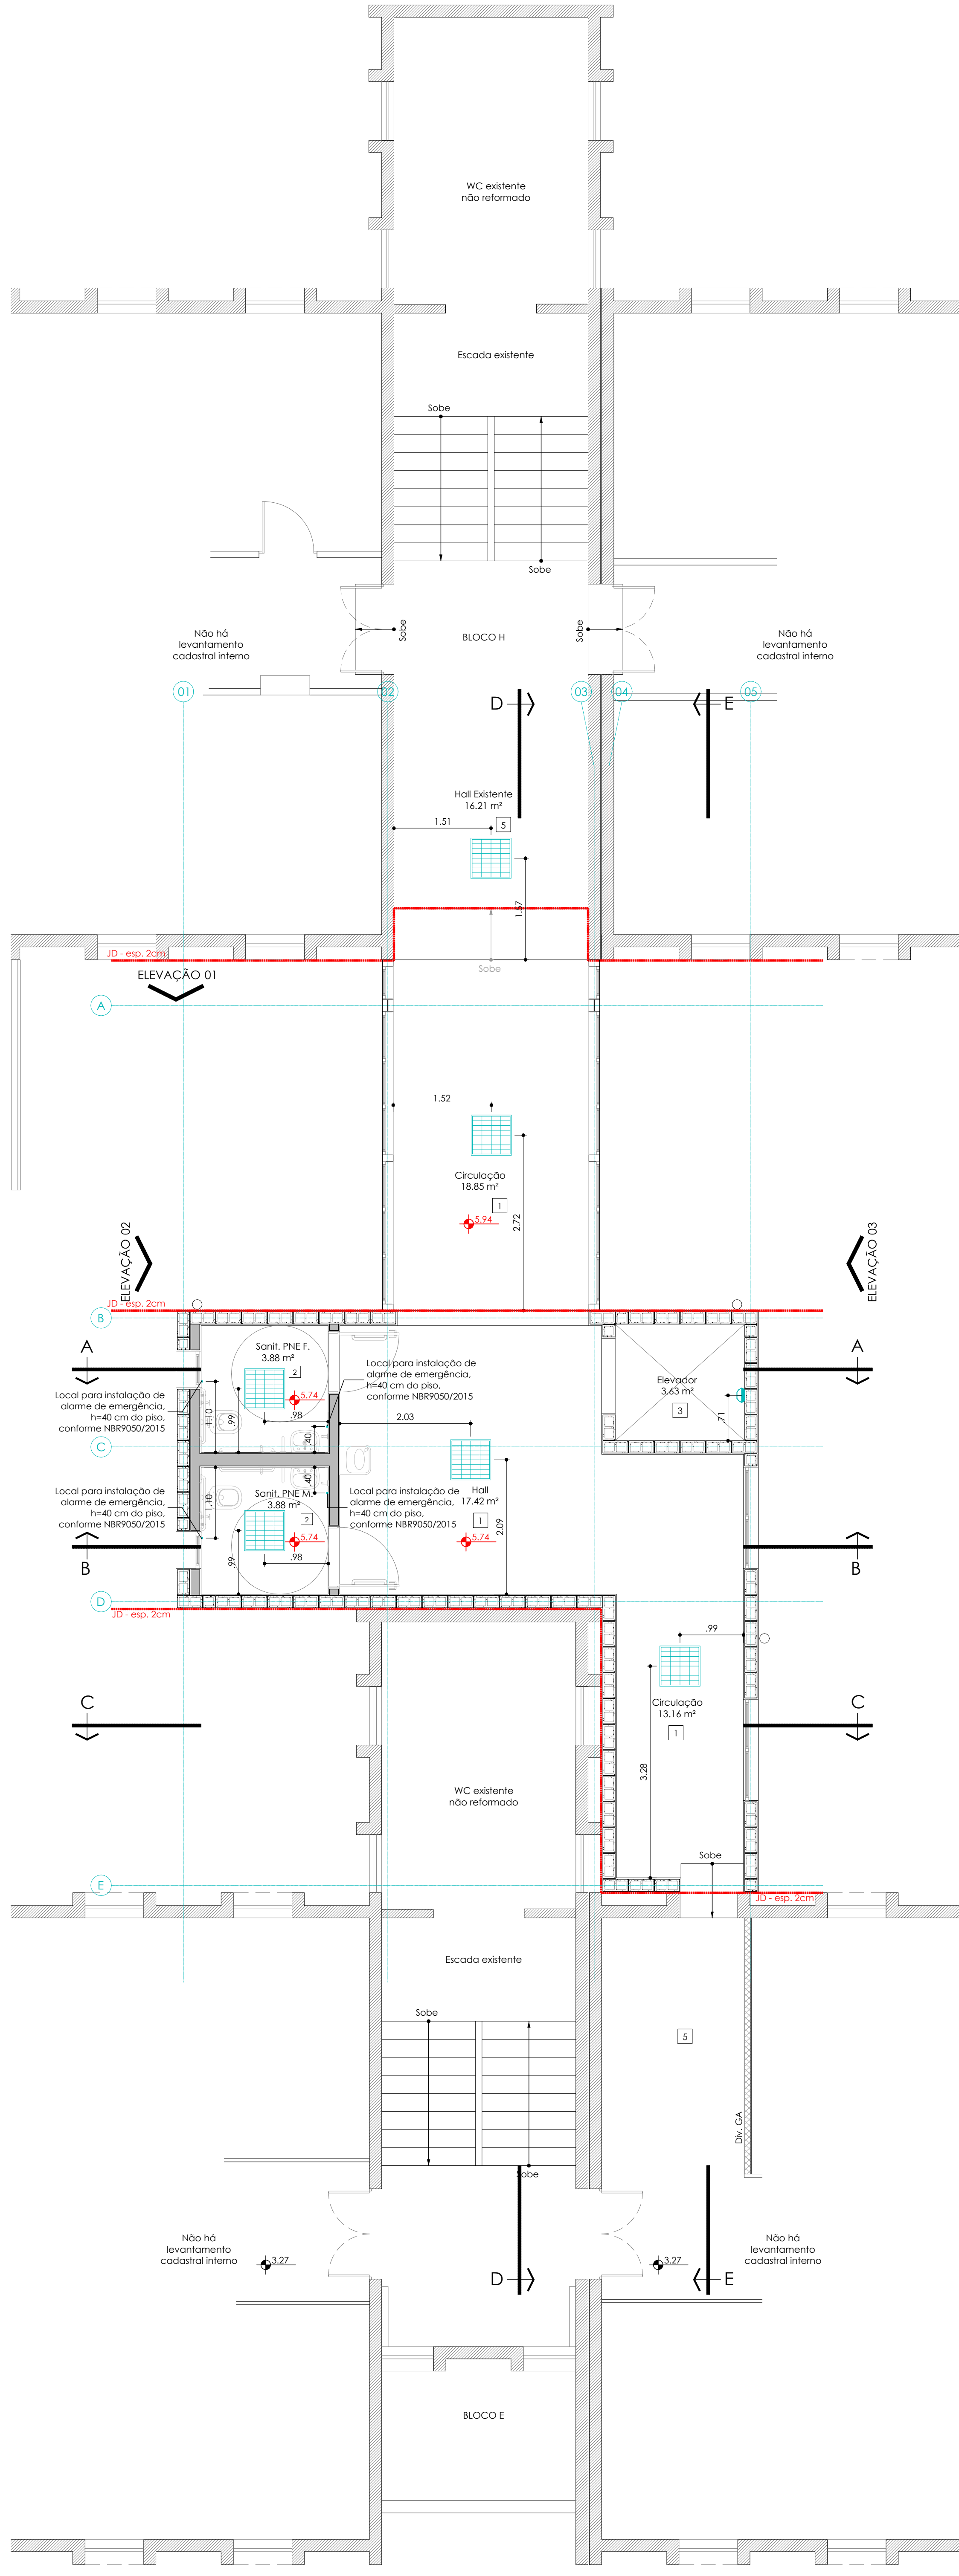 WC existente
não reformado
Escada existente
Sobe
Sobe
Sobe
Sobe
BLOCO H
Não há
levantamento
cadastral interno
Não há
levantamento
cadastral interno
01
02
03
04
05
D
E
Hall Existente
16.21 m²
5
1.51
1.57
JD - esp. 2cm
Sobe
ELEVAÇÃO 01
A
1.52
Circulação
18.85 m²
1
5.94
2.72
ELEVAÇÃO 02
ELEVAÇÃO 03
JD - esp. 2cm
B
A
A
Sanit. PNE F.
3.88 m²
2
5.74
Local para instalação de
alarme de emergência,
h=40 cm do piso,
conforme NBR9050/2015
Local para instalação de
alarme de emergência,
h=40 cm do piso,
conforme NBR9050/2015
1.10
.99
.98
.40
2.03
Elevador
3.63 m²
3
.71
C
Local para instalação de
alarme de emergência,
h=40 cm do piso,
conforme NBR9050/2015
1.10
.99
.98
.40
Sanit. PNE M.
3.88 m²
2
5.74
Local para instalação de
alarme de emergência,
h=40 cm do piso,
conforme NBR9050/2015
Hall
17.42 m²
1
5.74
2.09
B
B
D
JD - esp. 2cm
.99
Circulação
13.16 m²
1
3.28
C
C
WC existente
não reformado
Sobe
E
JD - esp. 2cm
Escada existente
Sobe
5
Div. GA
Sobe
Não há
levantamento
cadastral interno
3.27
3.27
Não há
levantamento
cadastral interno
D
E
BLOCO E